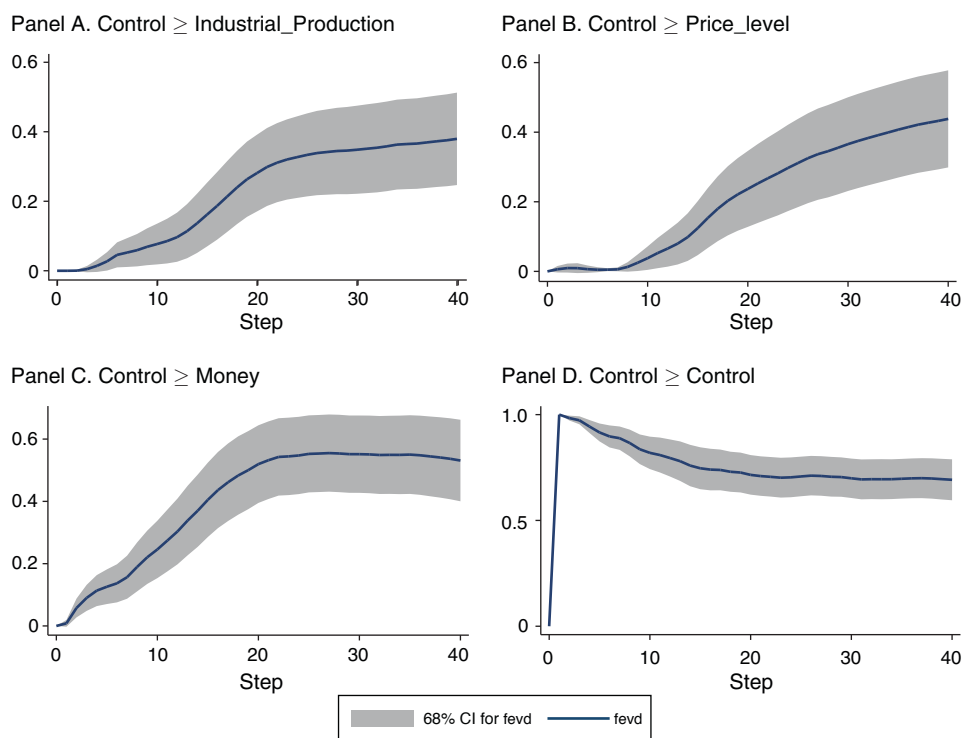 Panel A. Control ≥ Industrial_Production
0.6
0.4
0.2
0
0 10 20 30 40
Step
Panel B. Control ≥ Price_level
0.6
0.4
0.2
0
0 10 20 30 40
Step
Panel C. Control ≥ Money
0.6
0.4
0.2
0
0 10 20 30 40
Step
Panel D. Control ≥ Control
1.0
0.5
0
0 10 20 30 40
Step
68% CI for fevd fevd